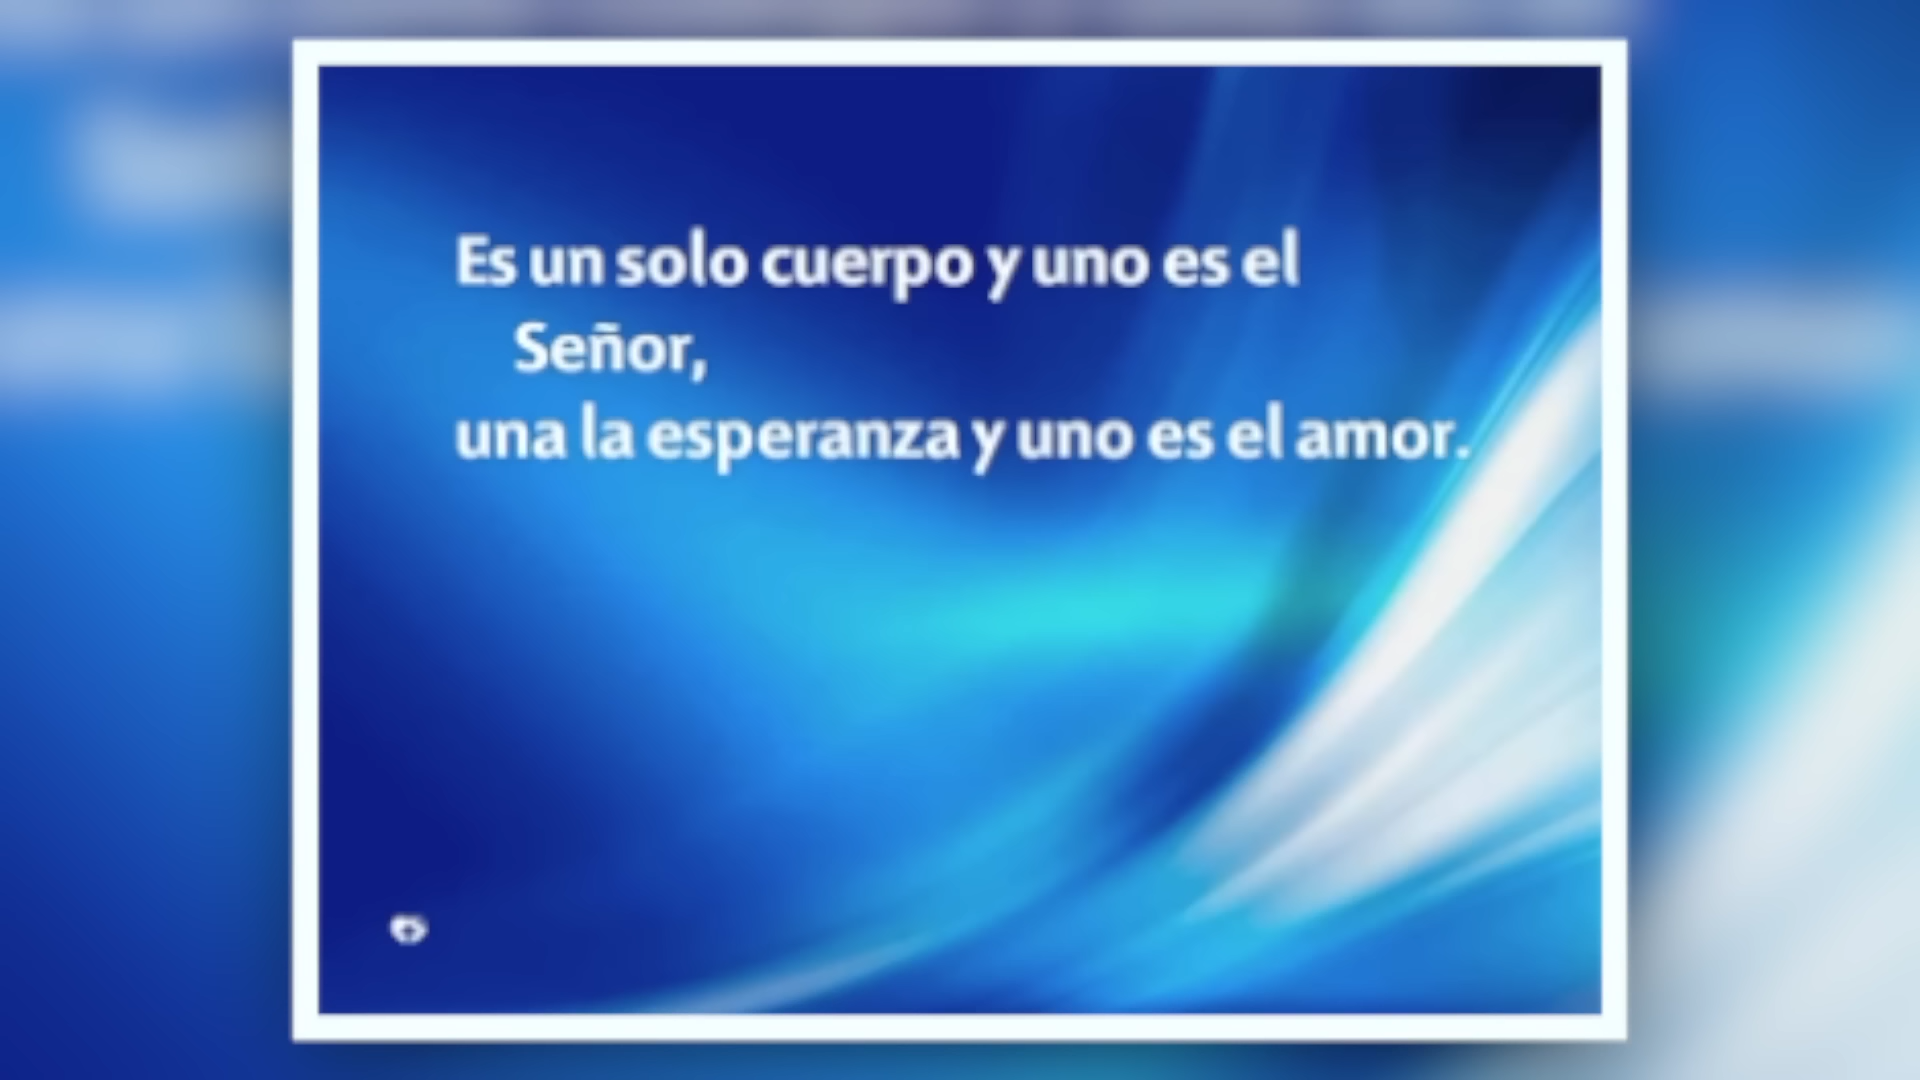 Es un solo cuerpo y uno es el
Señor,
una la esperanza y uno es el amor.